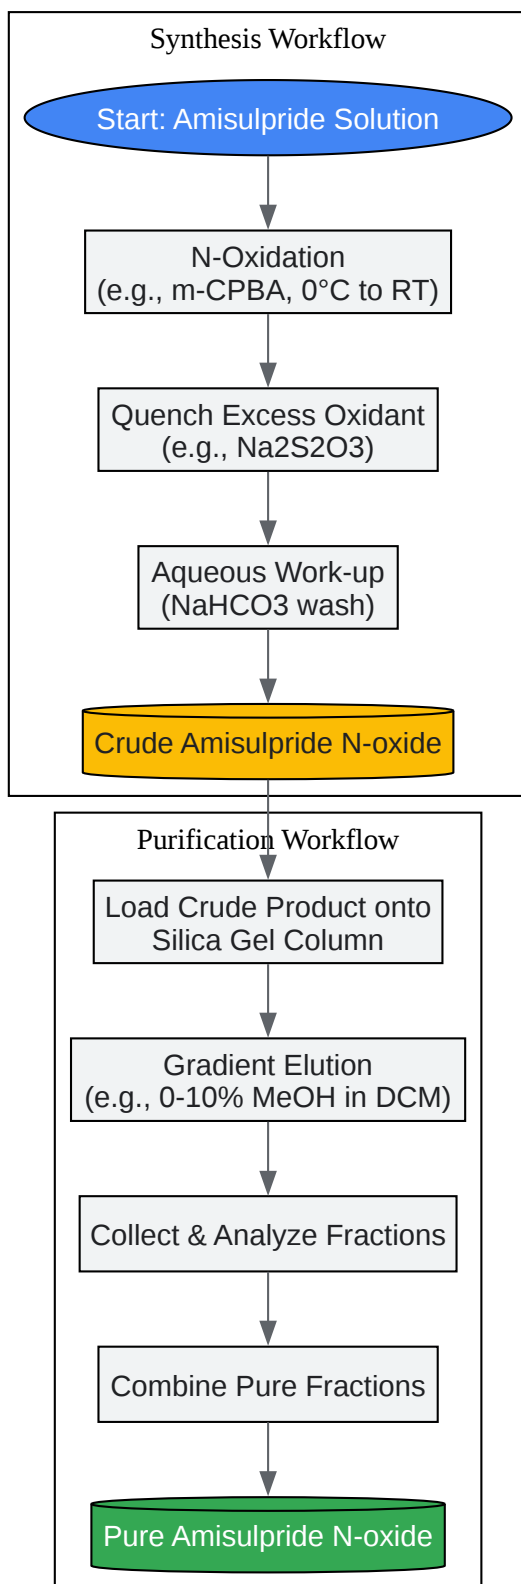 Synthesis Workflow
Start: Amisulpride Solution
N-Oxidation
(e.g., m-CPBA, 0°C to RT)
Quench Excess Oxidant
(e.g., Na2S2O3)
Aqueous Work-up
(NaHCO3 wash)
Crude Amisulpride N-oxide
Purification Workflow
Load Crude Product onto
Silica Gel Column
Gradient Elution
(e.g., 0-10% MeOH in DCM)
Collect & Analyze Fractions
Combine Pure Fractions
Pure Amisulpride N-oxide